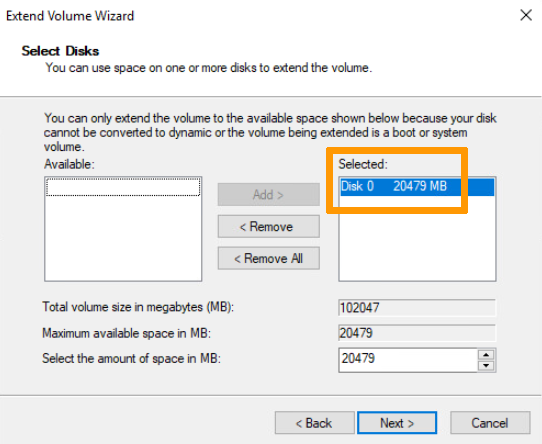 Extend Volume Wizard
Select Disks
You can use space on one or more disks to extend the volume.
You can only extend the volume to the available space shown below because your disk
cannot be converted to dynamic or the volume being extended is a boot or system
volume.
Available:
Selected:
Disk 0 20479 MB
Add >
< Remove
< Remove All
Total volume size in megabytes (MB): 102047
Maximum available space in MB: 20479
Select the amount of space in MB: 20479
< Back Next > Cancel